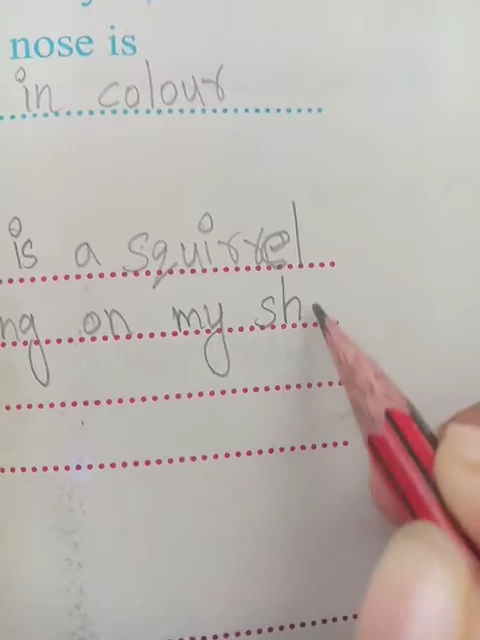 nose is
in colour
is a squirrel
ng on my sh